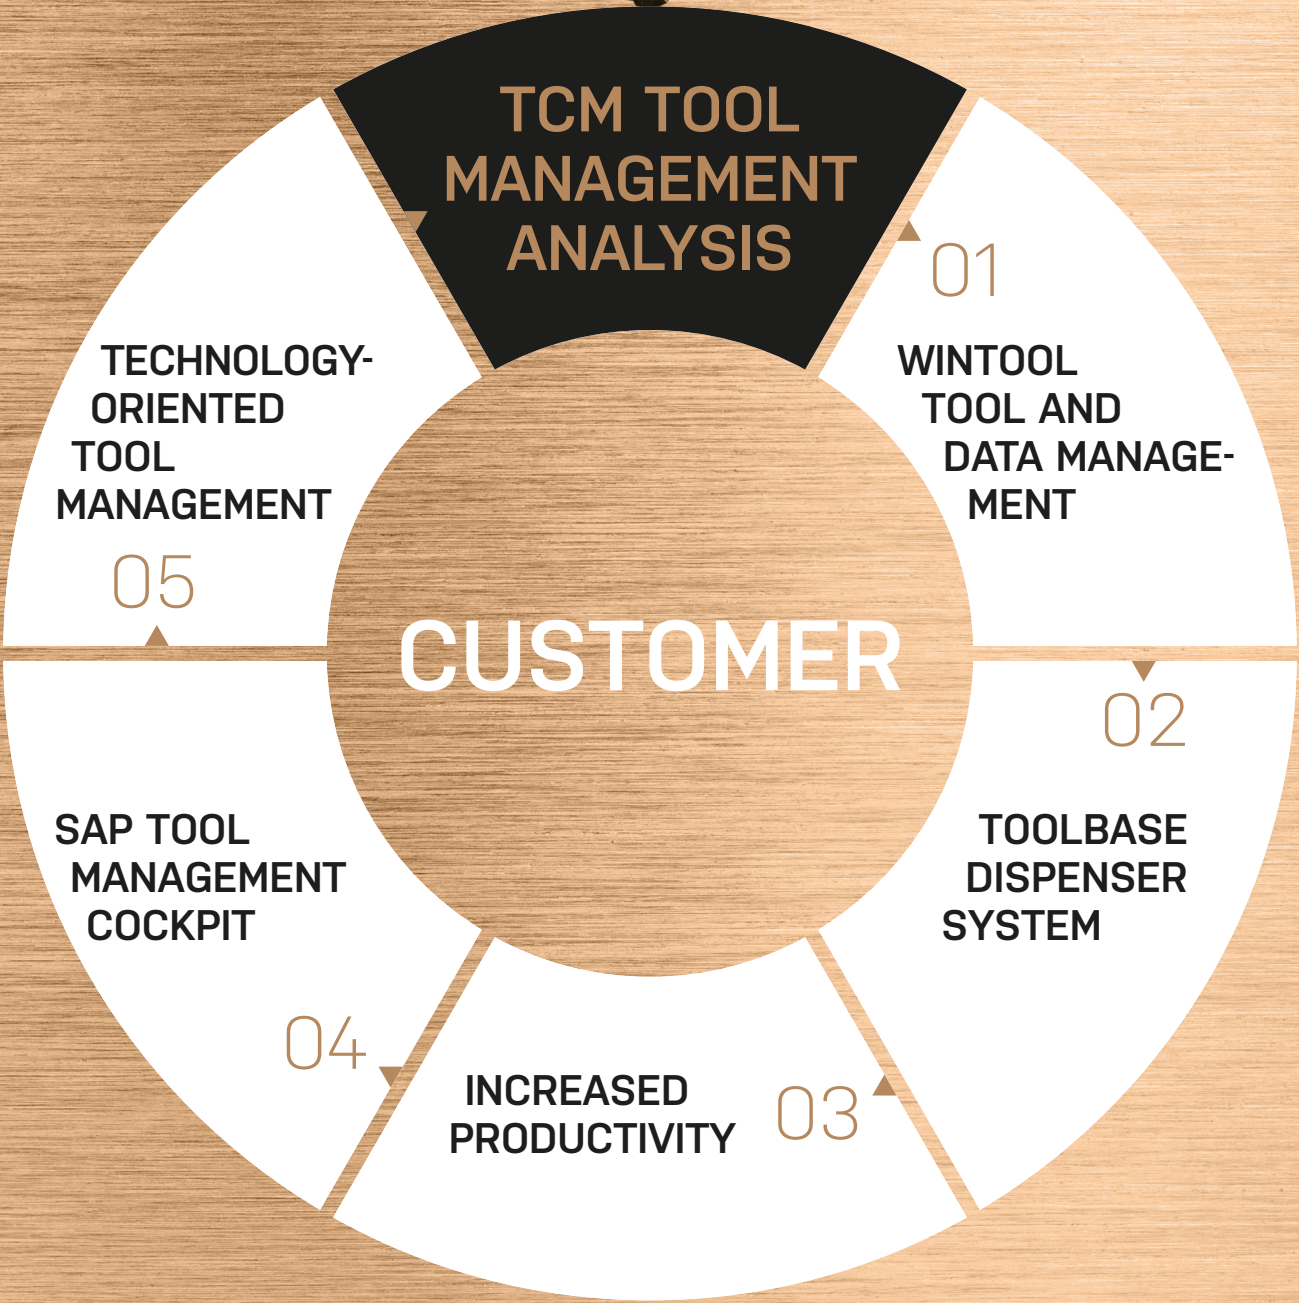 TCM TOOL
MANAGEMENT
ANALYSIS
01
WINTOOL
TOOL AND
DATA MANAGE-
MENT
02
TOOLBASE
DISPENSER
SYSTEM
03
INCREASED
PRODUCTIVITY
04
SAP TOOL
MANAGEMENT
COCKPIT
05
TECHNOLOGY-
ORIENTED
TOOL
MANAGEMENT
CUSTOMER